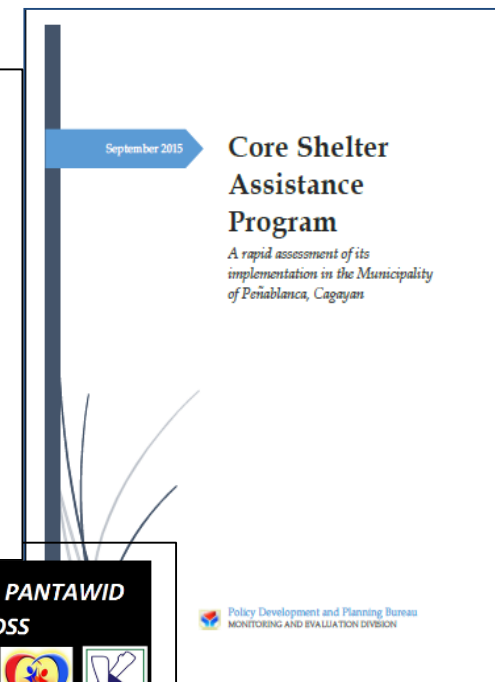 September 2015
Core Shelter
Assistance
Program
A rapid assessment of its
implementation in the Municipality
of Peñablanca, Cagayan
PANTAWID
OSS
Policy Development and Planning Bureau
MONITORING AND EVALUATION DIVISION